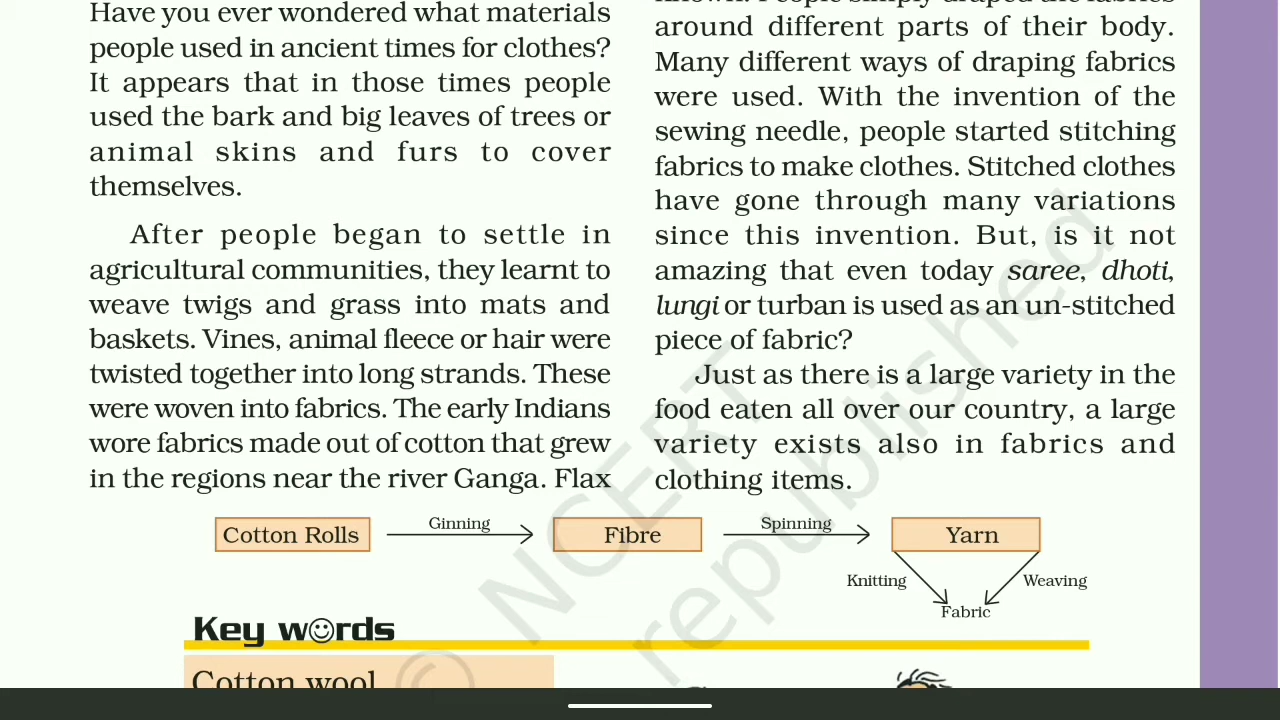 Have you ever wondered what materials
people used in ancient times for clothes?
It appears that in those times people
used the bark and big leaves of trees or
animal skins and furs to cover
themselves.
After people began to settle in
agricultural communities, they learnt to
weave twigs and grass into mats and
baskets. Vines, animal fleece or hair were
twisted together into long strands. These
were woven into fabrics. The early Indians
wore fabrics made out of cotton that grew
in the regions near the river Ganga. Flax
known. People simply draped the fabrics
around different parts of their body.
Many different ways of draping fabrics
were used. With the invention of the
sewing needle, people started stitching
fabrics to make clothes. Stitched clothes
have gone through many variations
since this invention. But, is it not
amazing that even today saree, dhoti,
lungi or turban is used as an un-stitched
piece of fabric?
Just as there is a large variety in the
food eaten all over our country, a large
variety exists also in fabrics and
clothing items.
Cotton Rolls Ginning Fibre Spinning Yarn
Knitting Weaving
Fabric
Key words
Cotton wool
© NCERT
republished